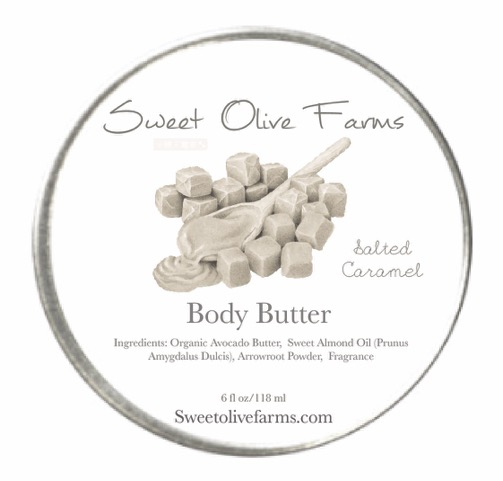 Sweet Olive Farms
Salted
Caramel
Body Butter
Ingredients: Organic Avocado Butter, Sweet Almond Oil (Prunus
Amygdalus Dulcis), Arrowroot Powder, Fragrance
6 fl oz/118 ml
Sweetolivefarms.com